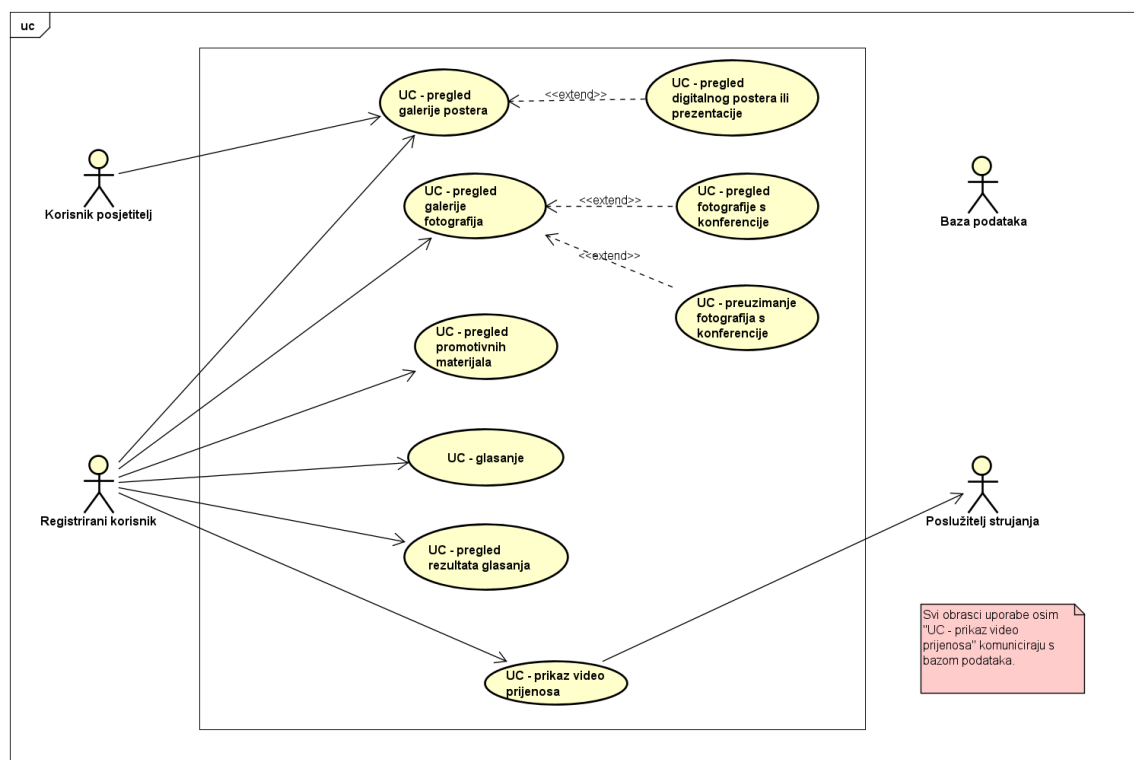 uc
UC - pregled
galerije postera
<<extend>>
UC - pregled
digitalnog postera ili
prezentacije
Korisnik posjetitelj
UC - pregled
galerije
fotografija
<<extend>>
UC - pregled
fotografije s
konferencije
Baza podataka
<<extend>>
UC - preuzimanje
fotografija s
konferencije
UC - pregled
promotivnih
materijala
UC - glasanje
Registrirani korisnik
Poslužitelj strujanja
UC - pregled
rezultata glasanja
Svi obrasci uporabe osim
"UC - prikaz video
prijenosa" komuniciraju s
bazom podataka.
UC - prikaz video
prijenosa